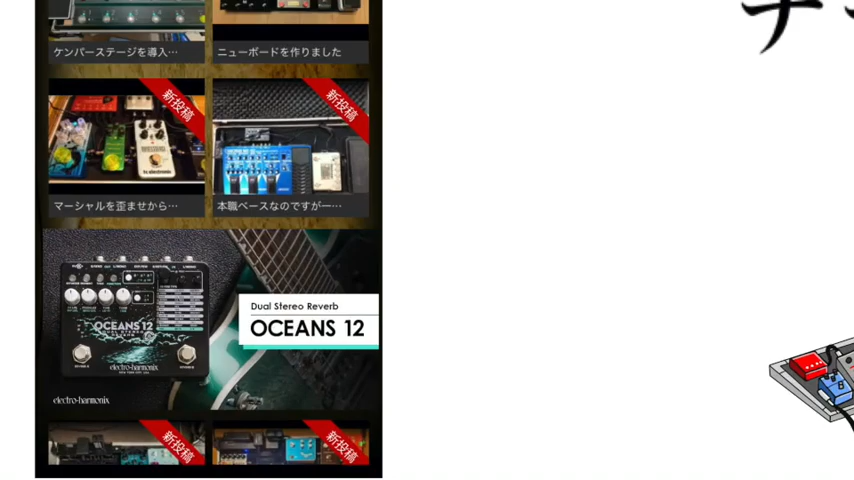 ケンパーステージを導入…
ニューボードを作りました
新投稿
新投稿
マーシャルを歪ませから…
本職ベースなのですが一…
Dual Stereo Reverb
OCEANS 12
OCEANS 12
DUAL STEREO
REVERB
electro-harmonix
electro-harmonix
新投稿
新投稿